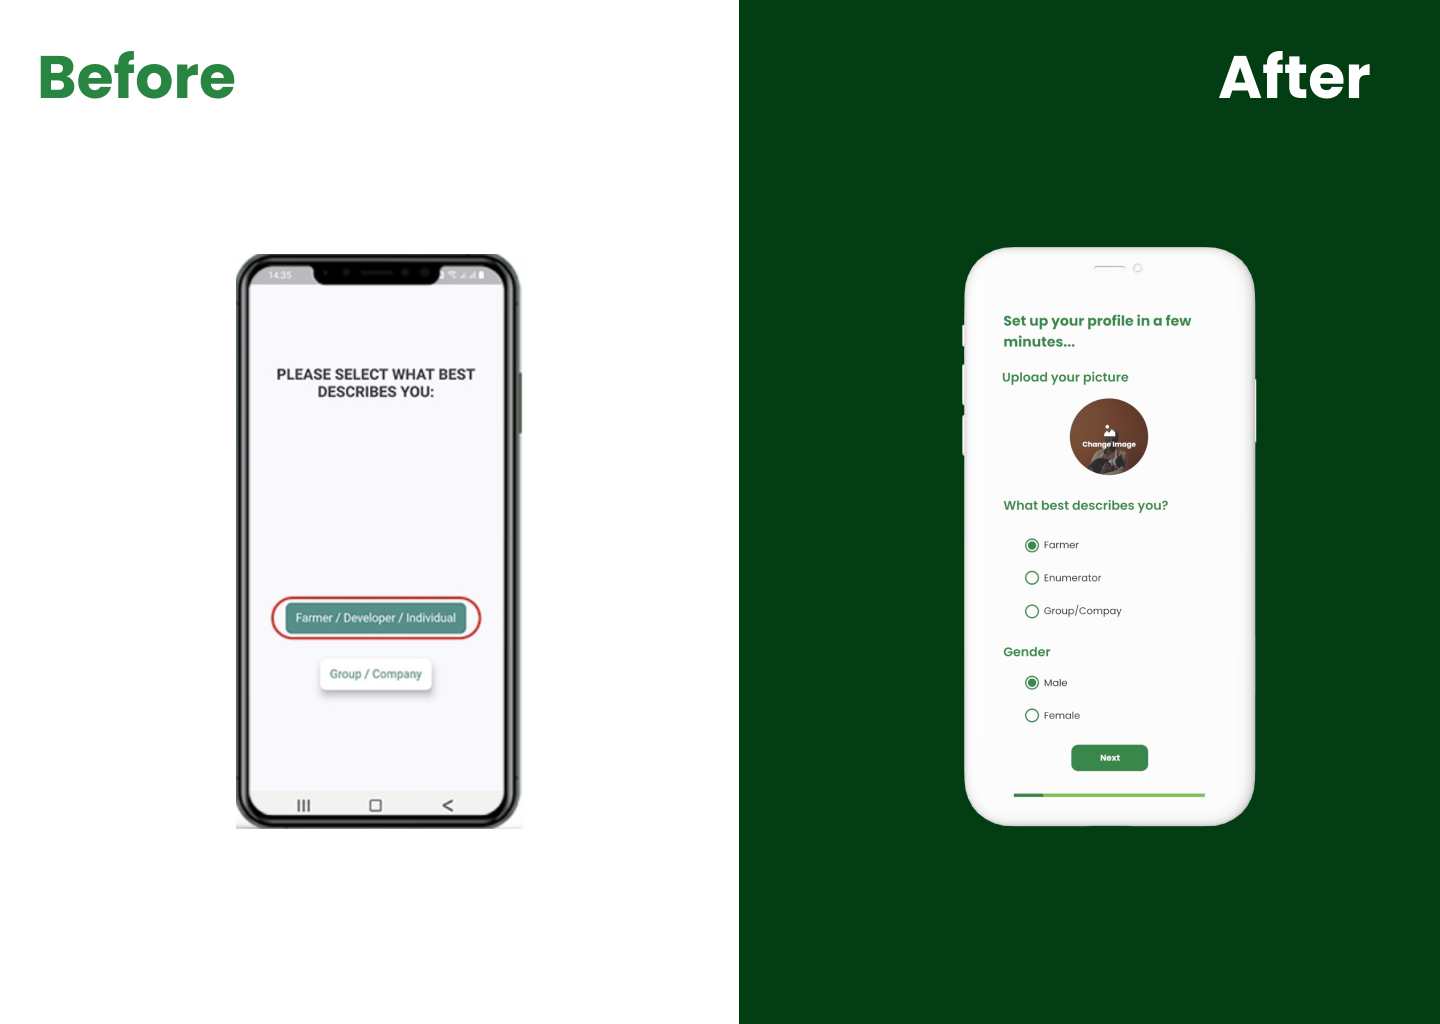 Before
After
14:35
PLEASE SELECT WHAT BEST
DESCRIBES YOU:
Farmer / Developer / Individual
Group / Company
Set up your profile in a few
minutes...
Upload your picture
Change Image
What best describes you?
Farmer
Enumerator
Group/Compay
Gender
Male
Female
Next